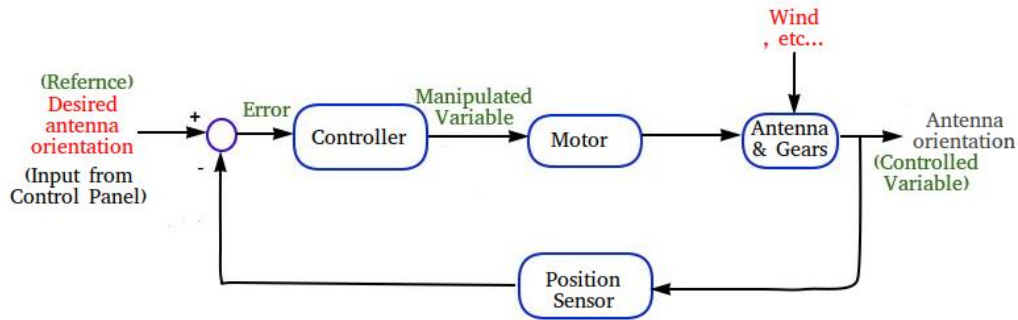 Wind
, etc...
(Refernce)
Desired
antenna
orientation
(Input from
Control Panel)
+
-
Error
Controller
Manipulated
Variable
Motor
Antenna
& Gears
Antenna
orientation
(Controlled
Variable)
Position
Sensor